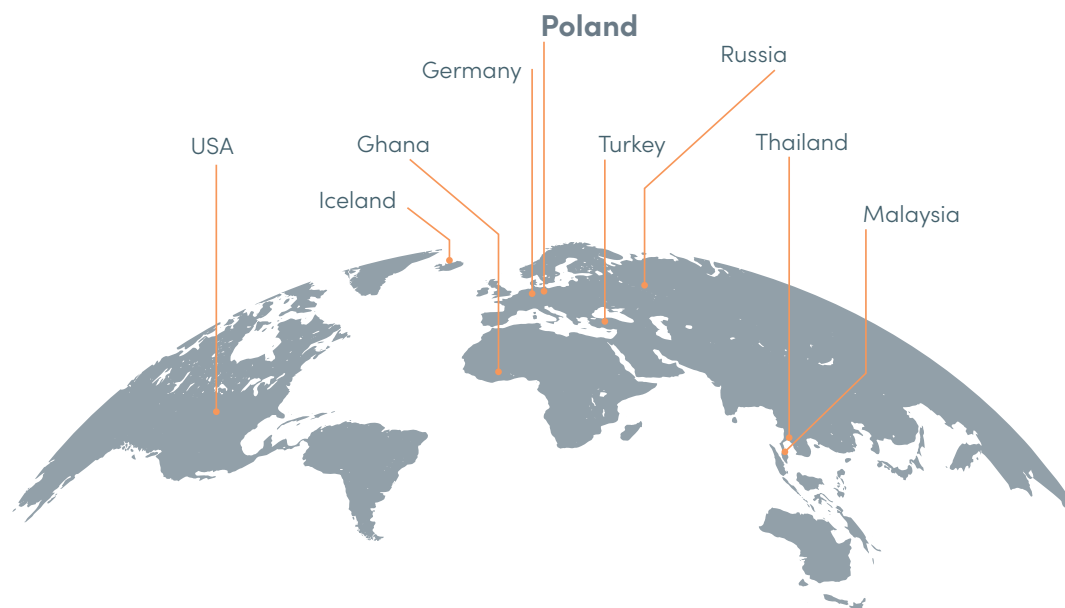 Poland
Russia
Germany
USA
Ghana
Turkey
Thailand
Iceland
Malaysia